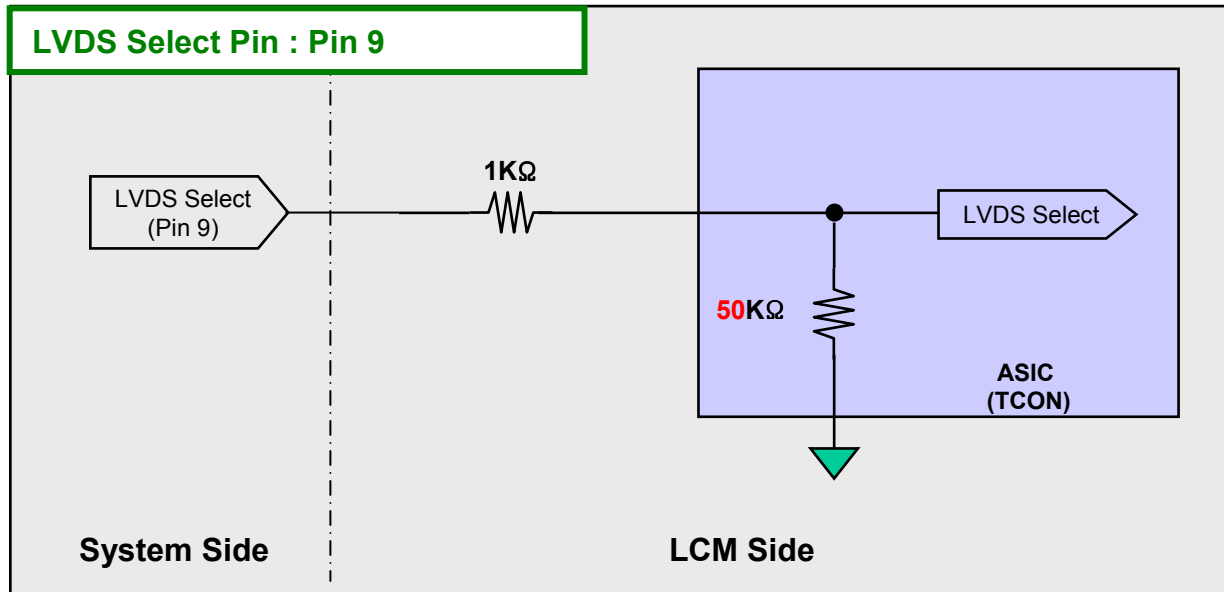 LVDS Select Pin : Pin 9
1KΩ
LVDS Select
(Pin 9)
LVDS Select
50KΩ
ASIC
(TCON)
System Side
LCM Side